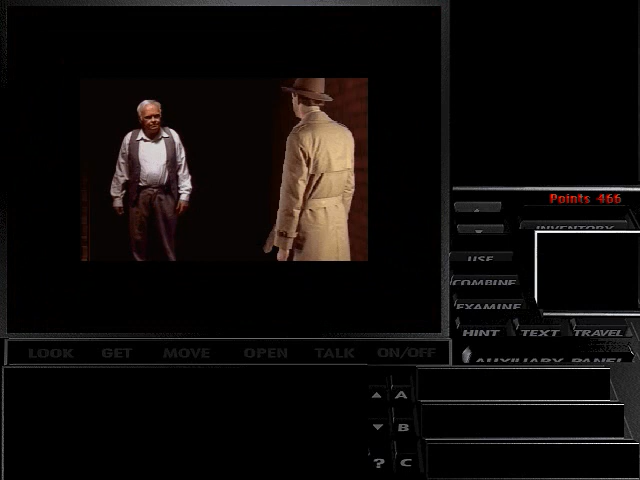 Points 466
INVENTORY
USE
COMBINE
EXAMINE
HINT TEXT TRAVEL
LOOK GET MOVE OPEN TALK ON/OFF
AUXILIARY PANEL
A
B
? C